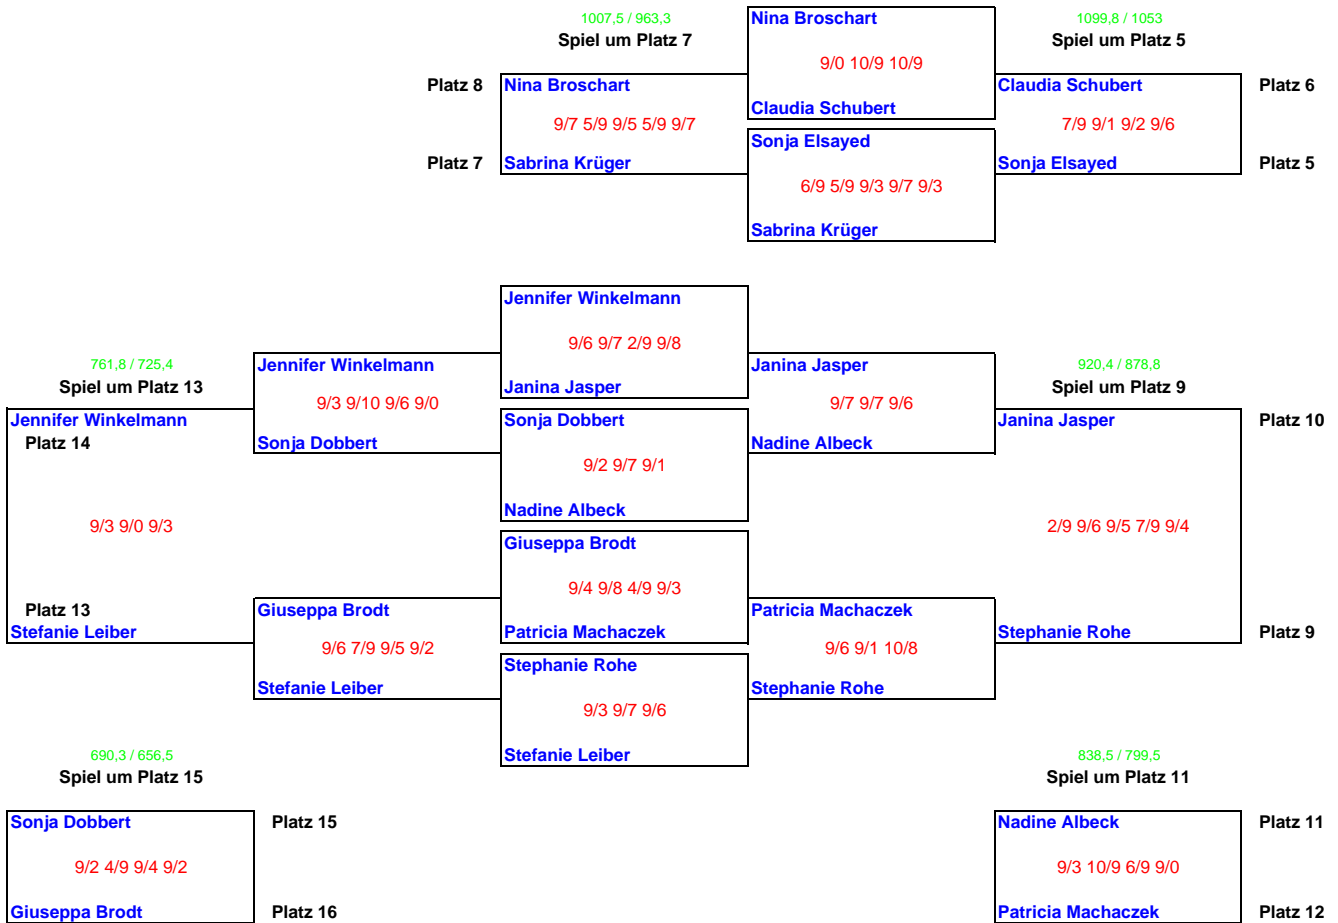 1007,5 / 963,3
Spiel um Platz 7
Nina Broschart
1099,8 / 1053
Spiel um Platz 5
9/0 10/9 10/9
Platz 8
Nina Broschart
Claudia Schubert
Claudia Schubert
Platz 6
9/7 5/9 9/5 5/9 9/7
7/9 9/1 9/2 9/6
Sonja Elsayed
Platz 7
Sabrina Krüger
Sonja Elsayed
Platz 5
6/9 5/9 9/3 9/7 9/3
Sabrina Krüger
Jennifer Winkelmann
9/6 9/7 2/9 9/8
761,8 / 725,4
Spiel um Platz 13
Jennifer Winkelmann
Janina Jasper
Janina Jasper
920,4 / 878,8
Spiel um Platz 9
9/3 9/10 9/6 9/0
9/7 9/7 9/6
Jennifer Winkelmann
Platz 14
Sonja Dobbert
Sonja Dobbert
Nadine Albeck
Janina Jasper
Platz 10
9/2 9/7 9/1
Nadine Albeck
9/3 9/0 9/3
2/9 9/6 9/5 7/9 9/4
Giuseppa Brodt
9/4 9/8 4/9 9/3
Platz 13
Stefanie Leiber
Giuseppa Brodt
Patricia Machaczek
Patricia Machaczek
Stephanie Rohe
Platz 9
9/6 7/9 9/5 9/2
9/6 9/1 10/8
Stephanie Rohe
Stefanie Leiber
Stephanie Rohe
9/3 9/7 9/6
Stefanie Leiber
690,3 / 656,5
Spiel um Platz 15
838,5 / 799,5
Spiel um Platz 11
Sonja Dobbert
Platz 15
Nadine Albeck
Platz 11
9/2 4/9 9/4 9/2
9/3 10/9 6/9 9/0
Giuseppa Brodt
Platz 16
Patricia Machaczek
Platz 12